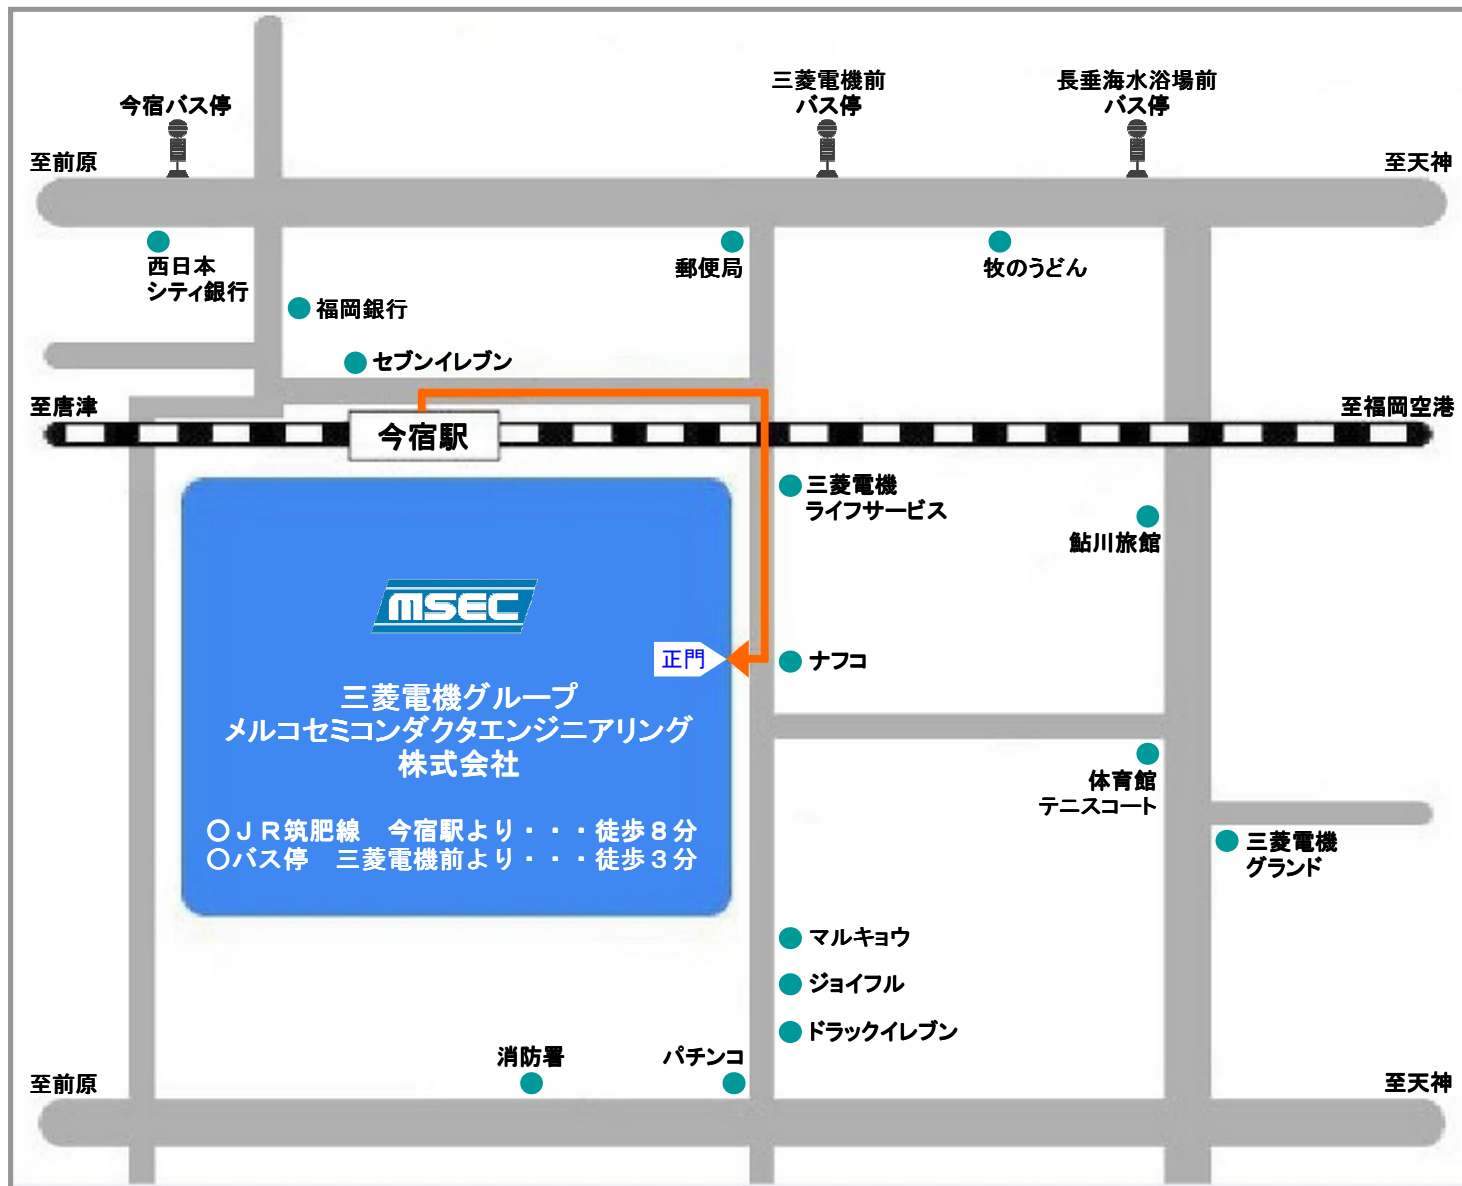 三菱電機前
バス停
長垂海水浴場前
バス停
今宿バス停
至前原
至天神
西日本
シティ銀行
郵便局
牧のうどん
福岡銀行
セブンイレブン
至唐津
至福岡空港
今宿駅
三菱電機
ライフサービス
鮎川旅館
MSEC
正門
ナフコ
三菱電機グループ
メルコセミコンダクタエンジニアリング
株式会社
体育館
テニスコート
○ＪＲ筑肥線　今宿駅より・・・徒歩８分
○バス停　三菱電機前より・・・徒歩３分
三菱電機
グランド
マルキョウ
ジョイフル
ドラックイレブン
消防署
パチンコ
至前原
至天神